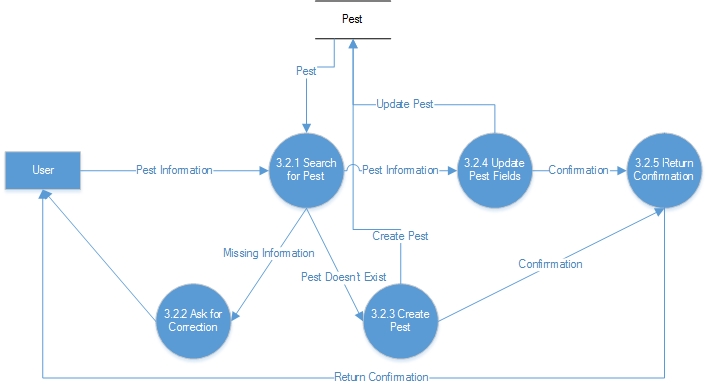 Pest
Pest
Update Pest
User
Pest Information
3.2.1 Search
for Pest
Pest Information
3.2.4 Update
Pest Fields
Confirmation
3.2.5 Return
Confirmation
Create Pest
Missing Information
Pest Doesn't Exist
Confirmation
3.2.2 Ask for
Correction
3.2.3 Create
Pest
Return Confirmation